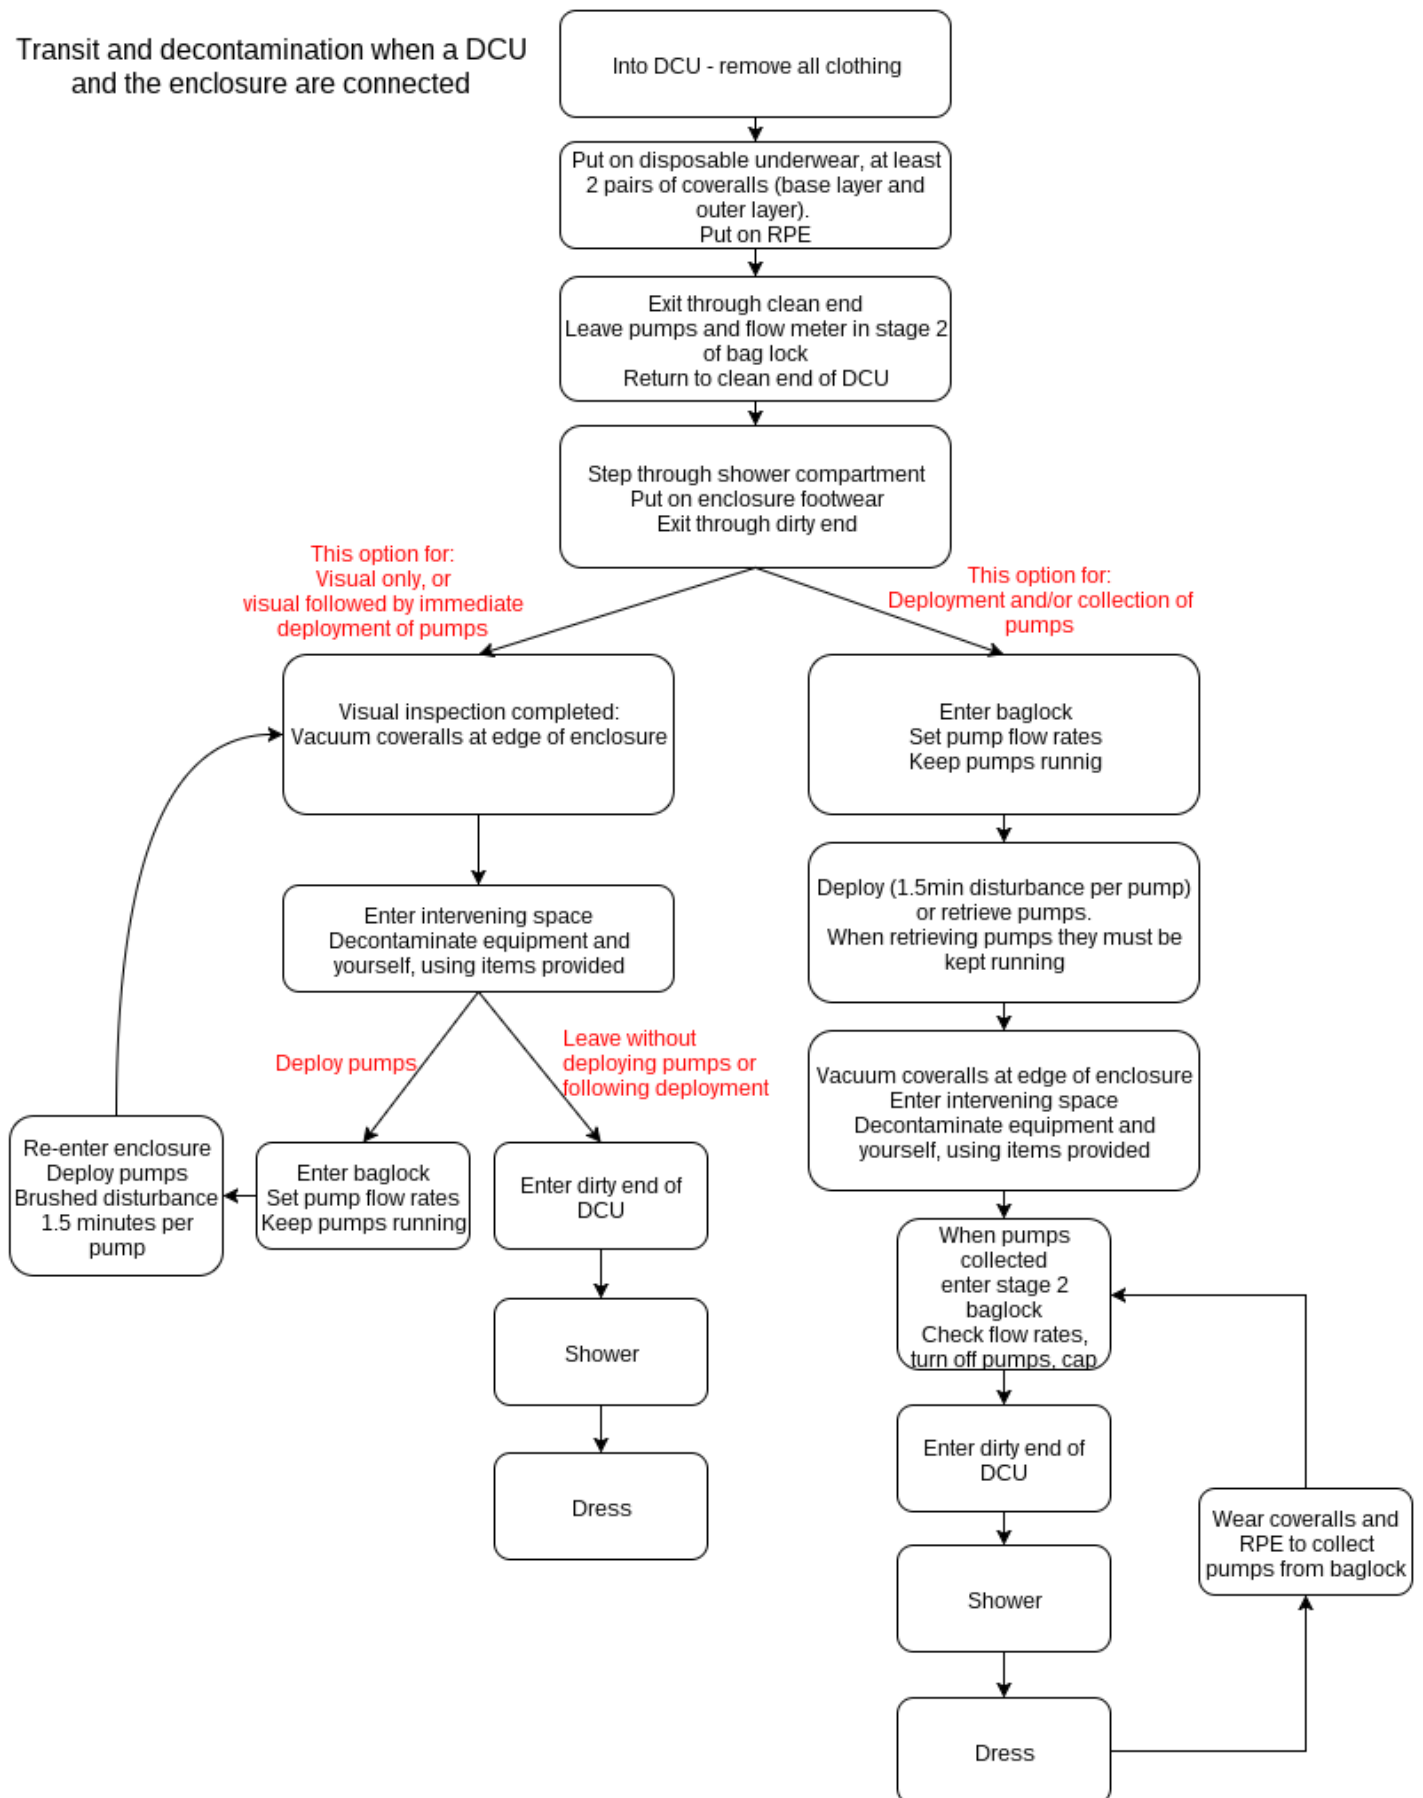 Transit and decontamination when a DCU
and the enclosure are connected
Into DCU - remove all clothing
Put on disposable underwear, at least
2 pairs of coveralls (base layer and
outer layer).
Put on RPE
Exit through clean end
Leave pumps and flow meter in stage 2
of bag lock
Return to clean end of DCU
Step through shower compartment
Put on enclosure footwear
Exit through dirty end
This option for:
Visual only, or
visual followed by immediate
deployment of pumps
This option for:
Deployment and/or collection of
pumps
Visual inspection completed:
Vacuum coveralls at edge of enclosure
Enter baglock
Set pump flow rates
Keep pumps runnig
Enter intervening space
Decontaminate equipment and
yourself, using items provided
Deploy (1.5min disturbance per pump)
or retrieve pumps.
When retrieving pumps they must be
kept running
Deploy pumps
Leave without
deploying pumps or
following deployment
Vacuum coveralls at edge of enclosure
Enter intervening space
Decontaminate equipment and
yourself, using items provided
Re-enter enclosure
Deploy pumps
Brushed disturbance
1.5 minutes per
pump
Enter baglock
Set pump flow rates
Keep pumps running
Enter dirty end of
DCU
When pumps
collected
enter stage 2
baglock
Check flow rates,
turn off pumps, cap
Shower
Enter dirty end of
DCU
Dress
Wear coveralls and
RPE to collect
pumps from baglock
Shower
Dress